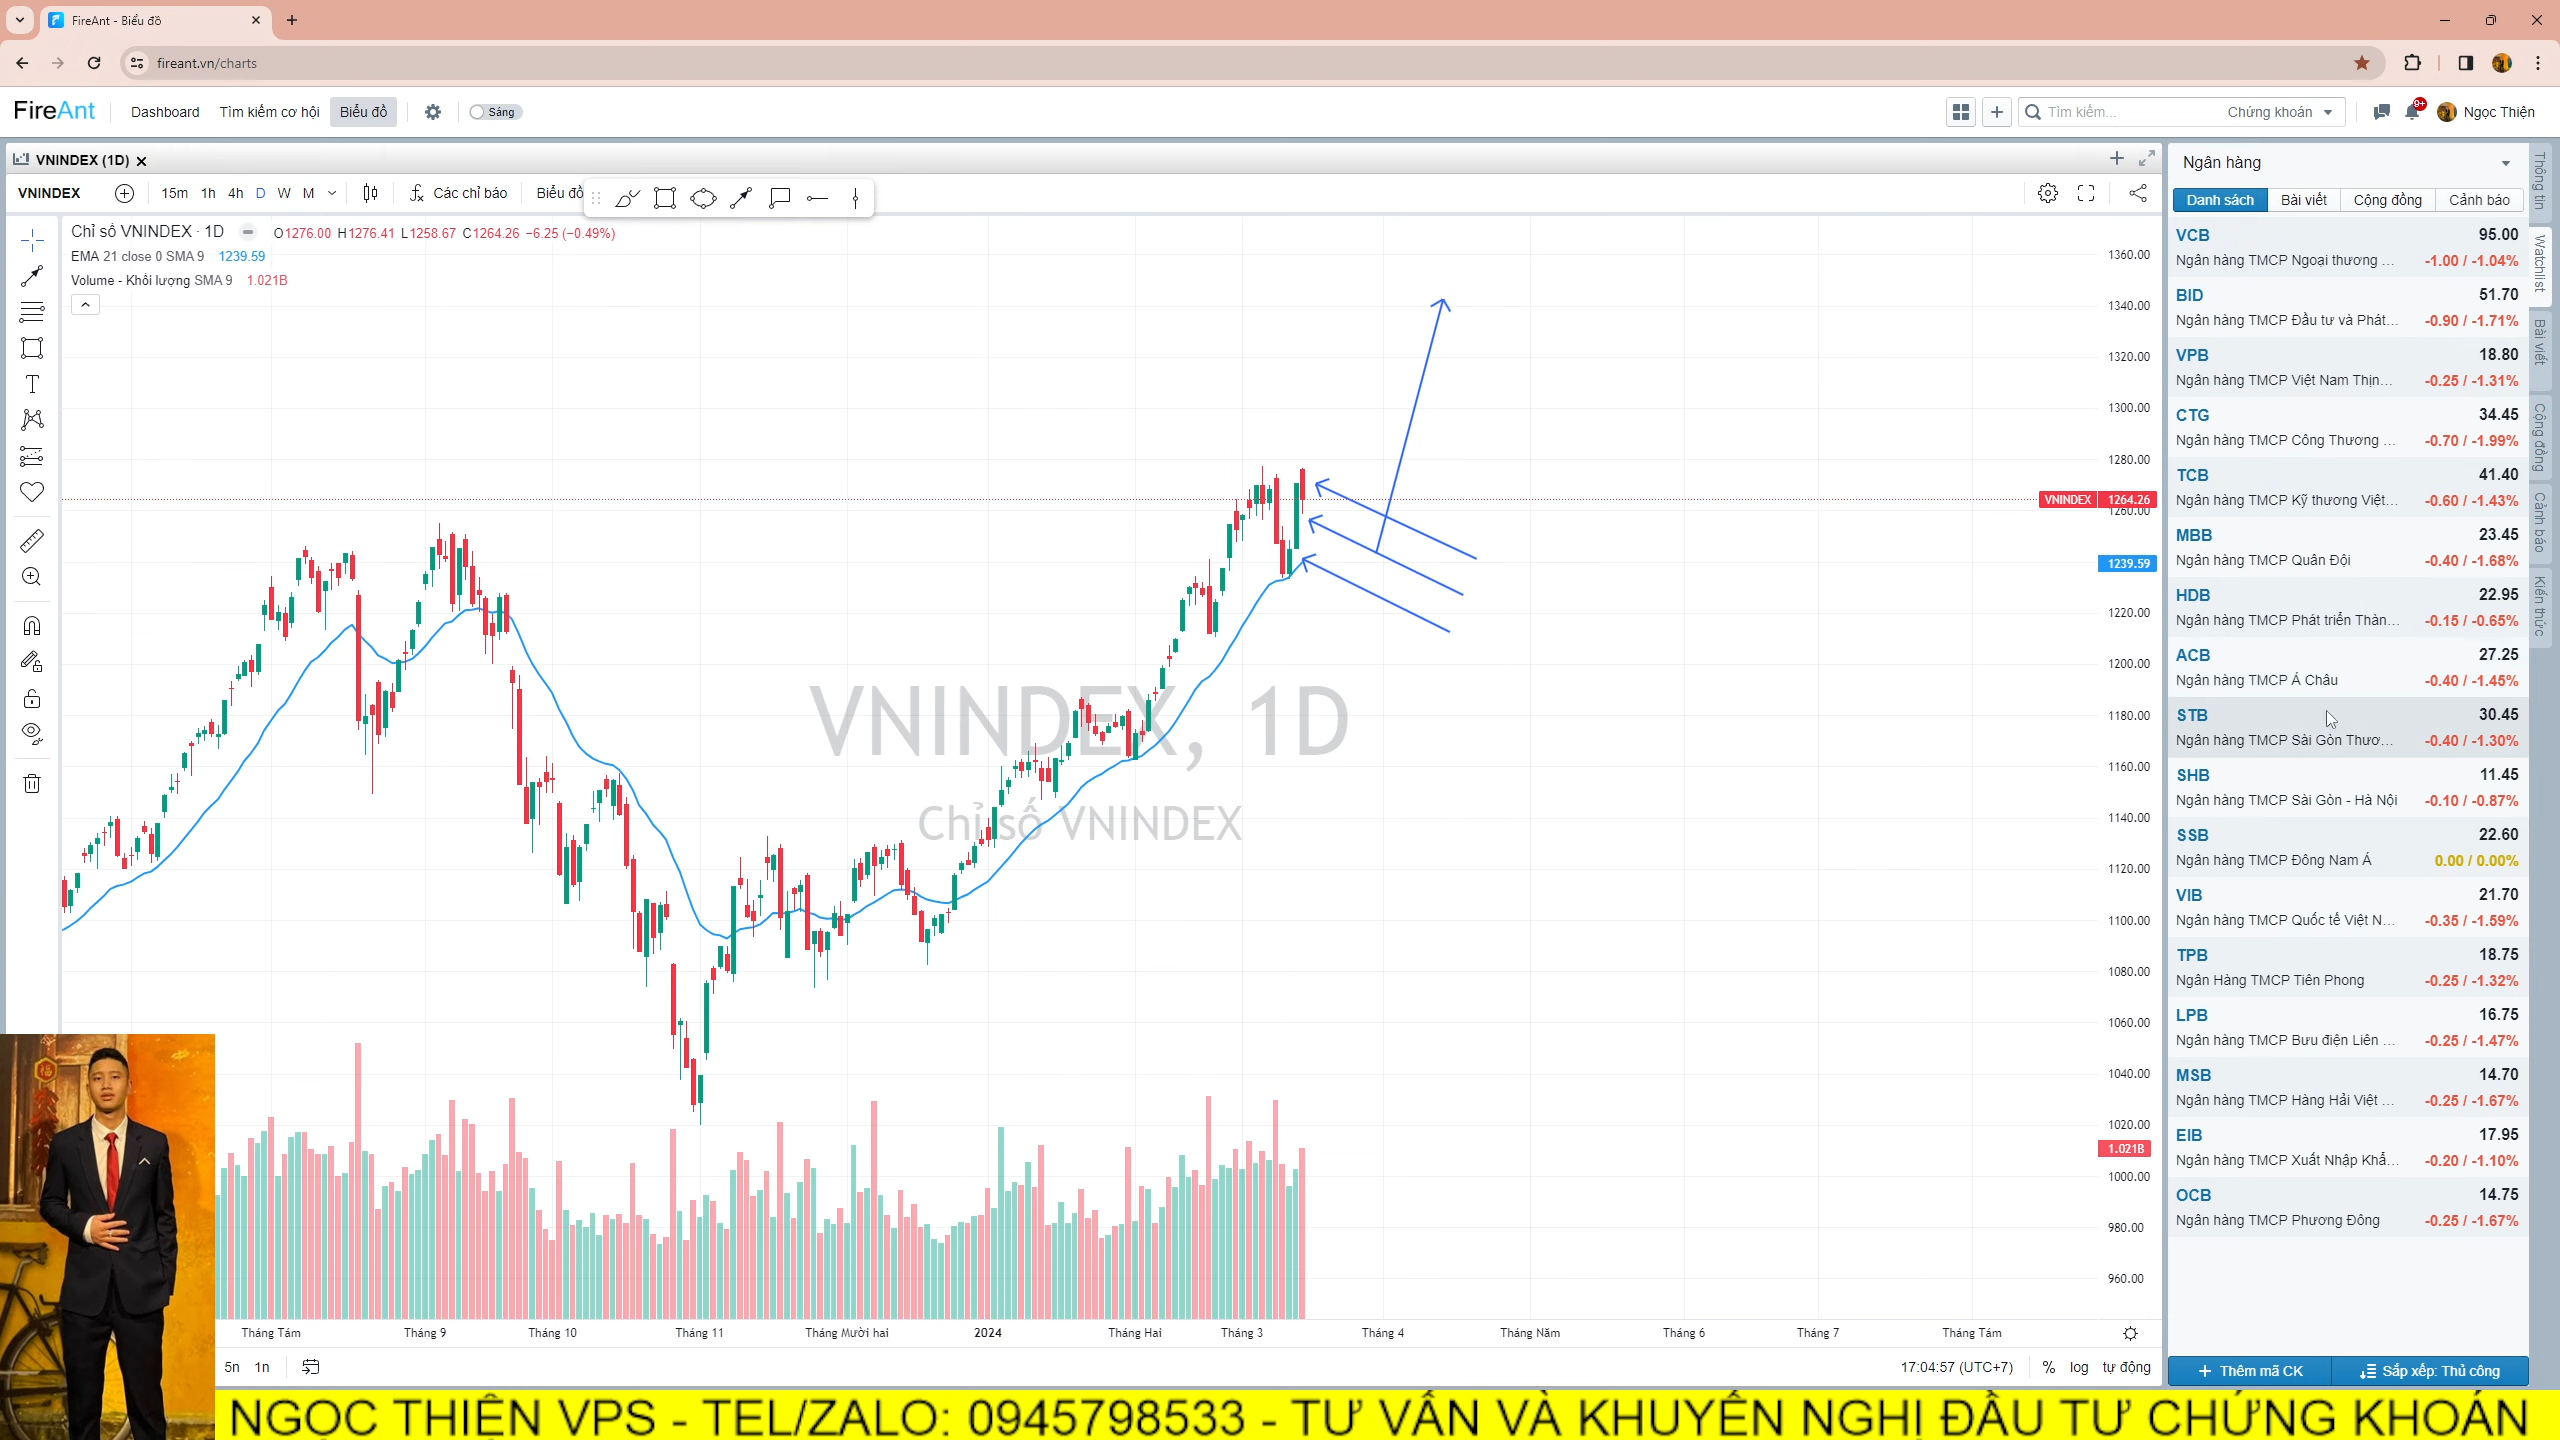 FireAnt - Biểu đồ
fireant.vn/charts
FireAnt Dashboard Tìm kiếm cơ hội Biểu đồ Sáng Tìm kiếm... Chứng khoán 9+ Ngọc Thiện
VNINDEX (1D)
VNINDEX 15m 1h 4h D W M Các chỉ báo Biểu đồ
Chỉ số VNINDEX · 1D O1276.00 H1276.41 L1258.67 C1264.26 −6.25 (−0.49%)
EMA 21 close 0 SMA 9 1239.59
Volume - Khối lượng SMA 9 1.021B
VNINDEX, 1D
Chỉ số VNINDEX
1360.00
1340.00
1320.00
1300.00
1280.00
VNINDEX 1264.26
1260.00
1239.59
1220.00
1200.00
1180.00
1160.00
1140.00
1120.00
1100.00
1080.00
1060.00
1040.00
1020.00
1.021B
1000.00
980.00
960.00
Tháng Tám Tháng 9 Tháng 10 Tháng 11 Tháng Mười hai 2024 Tháng Hai Tháng 3 Tháng 4 Tháng Năm Tháng 6 Tháng 7 Tháng Tám
5n 1n 17:04:57 (UTC+7) % log tự động
Ngân hàng
Danh sách Bài viết Cộng đồng Cảnh báo
VCB 95.00
Ngân hàng TMCP Ngoại thương ... -1.00 / -1.04%
BID 51.70
Ngân hàng TMCP Đầu tư và Phát... -0.90 / -1.71%
VPB 18.80
Ngân hàng TMCP Việt Nam Thịn... -0.25 / -1.31%
CTG 34.45
Ngân hàng TMCP Công Thương ... -0.70 / -1.99%
TCB 41.40
Ngân hàng TMCP Kỹ thương Việt... -0.60 / -1.43%
MBB 23.45
Ngân hàng TMCP Quân Đội -0.40 / -1.68%
HDB 22.95
Ngân hàng TMCP Phát triển Thàn... -0.15 / -0.65%
ACB 27.25
Ngân hàng TMCP Á Châu -0.40 / -1.45%
STB 30.45
Ngân hàng TMCP Sài Gòn Thươ... -0.40 / -1.30%
SHB 11.45
Ngân hàng TMCP Sài Gòn - Hà Nội -0.10 / -0.87%
SSB 22.60
Ngân hàng TMCP Đông Nam Á 0.00 / 0.00%
VIB 21.70
Ngân hàng TMCP Quốc tế Việt N... -0.35 / -1.59%
TPB 18.75
Ngân Hàng TMCP Tiên Phong -0.25 / -1.32%
LPB 16.75
Ngân hàng TMCP Bưu điện Liên ... -0.25 / -1.47%
MSB 14.70
Ngân hàng TMCP Hàng Hải Việt ... -0.25 / -1.67%
EIB 17.95
Ngân hàng TMCP Xuất Nhập Khẩ... -0.20 / -1.10%
OCB 14.75
Ngân hàng TMCP Phương Đông -0.25 / -1.67%
Thêm mã CK Sắp xếp: Thủ công
Thông tin
Watchlist
Bài viết
Cộng đồng
Cảnh báo
Kiến thức
NGỌC THIỆN VPS - TEL/ZALO: 0945798533 - TƯ VẤN VÀ KHUYẾN NGHỊ ĐẦU TƯ CHỨNG KHOÁN